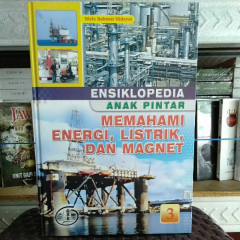 ENSIKLOPEDIA
ANAK PINTAR
MEMAHAMI
ENERGI, LISTRIK,
DAN MAGNET
3